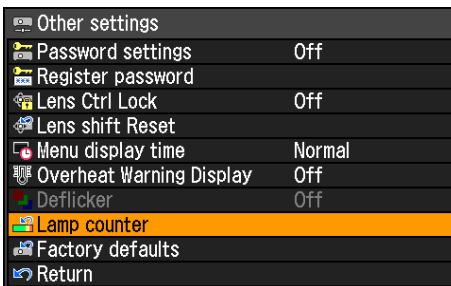 Other settings
Password settings Off
Register password
Lens Ctrl Lock Off
Lens shift Reset
Menu display time Normal
Overheat Warning Display Off
Deflicker Off
Lamp counter
Factory defaults
Return